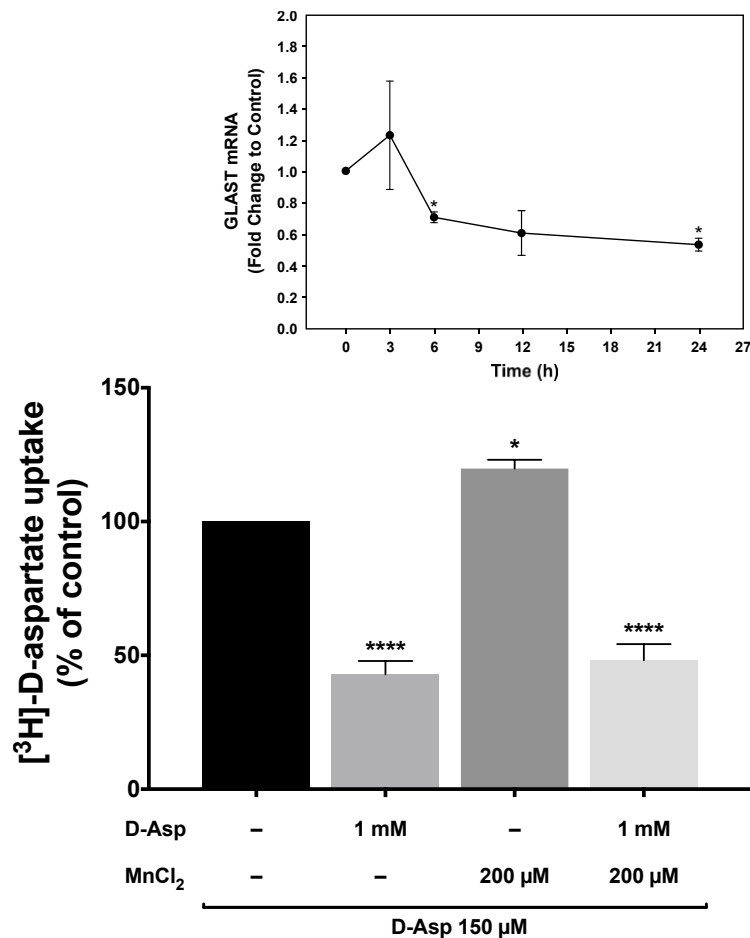 GLAST mRNA
(Fold Change to Control)
2.0
1.8
1.6
1.4
1.2
1.0
0.8
0.6
0.4
0.2
0.0
*
*
0 3 6 9 12 15 18 21 24 27
Time (h)
[³H]-D-aspartate uptake
(% of control)
150
100
50
0
****
*
****
D-Asp – 1 mM – 1 mM
MnCl₂ – – 200 µM 200 µM
D-Asp 150 µM